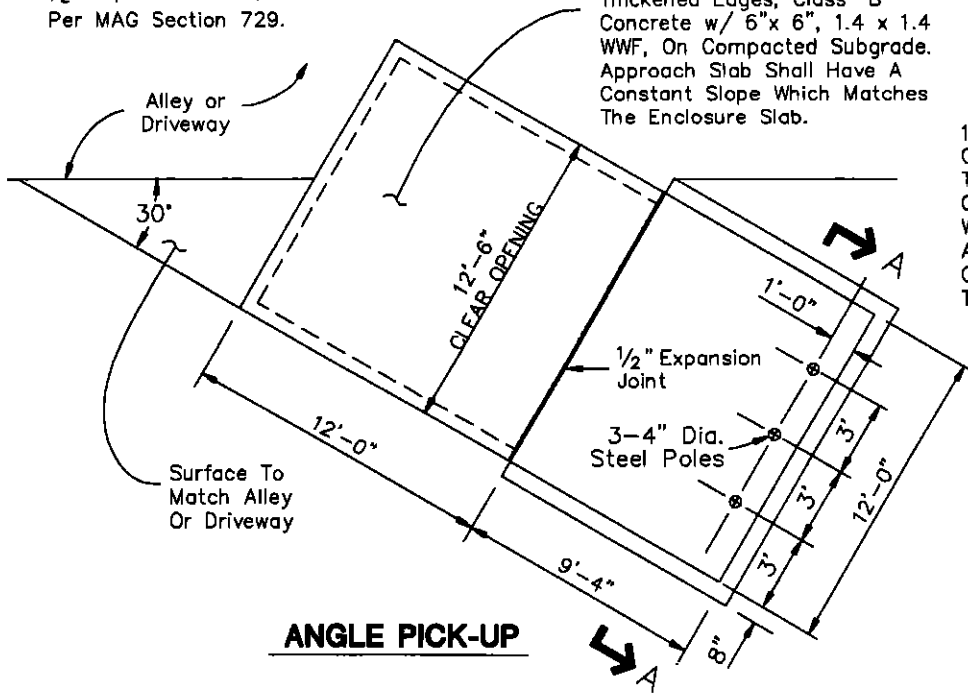 Per MAG Section 729.
Thickened Edges, Class "B"
Concrete w/ 6"x 6", 1.4 x 1.4
WWF, On Compacted Subgrade.
Approach Slab Shall Have A
Constant Slope Which Matches
The Enclosure Slab.
Alley or
Driveway
30°
12'-6"
CLEAR OPENING
A
1'-0"
1/2" Expansion
Joint
3-4" Dia.
Steel Poles
3'
3'
3'
12'-0"
12'-0"
Surface To
Match Alley
Or Driveway
9'-4"
8"
A
ANGLE PICK-UP